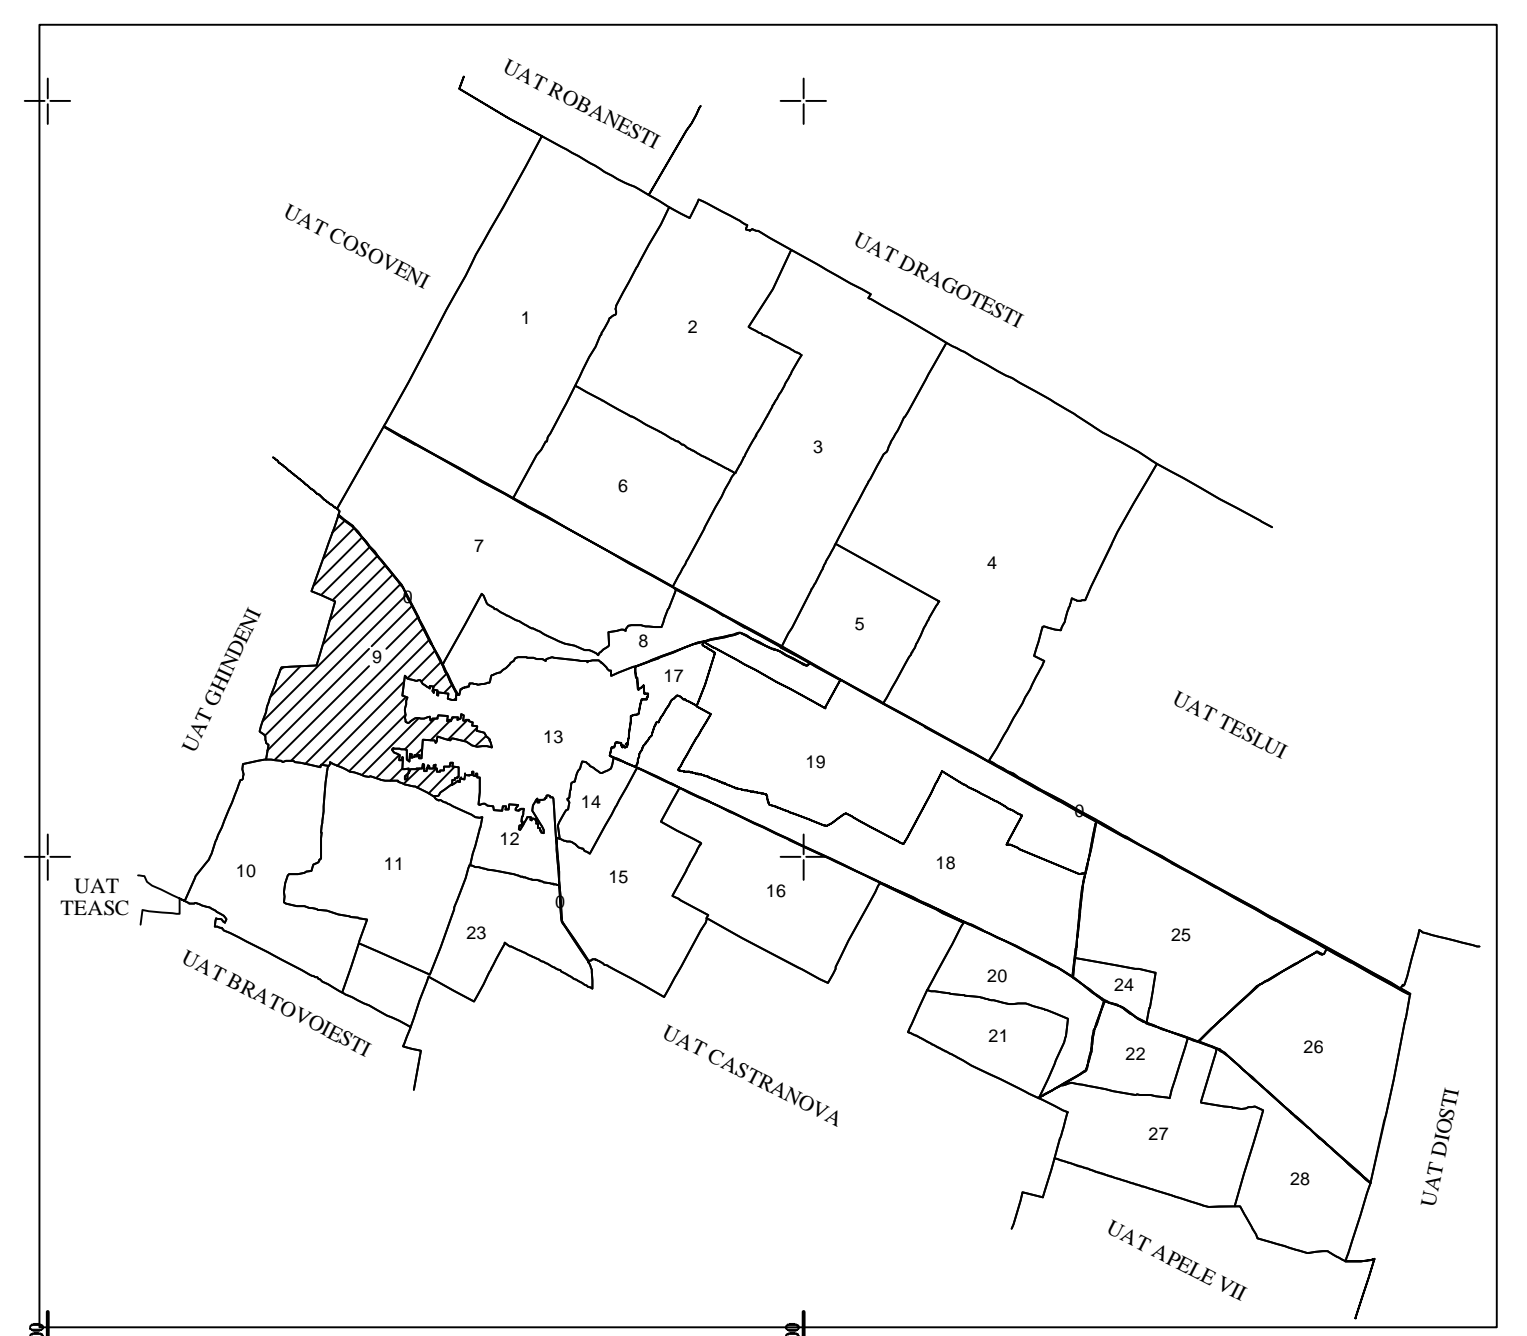 UAT ROBANESTI
UAT COSOVENI
UAT DRAGOTESTI
1
2
3
6
7
4
0
5
8
9
UAT GHINDENI
17
UAT TESLUI
13
19
14
0
12
10
11
15
16
18
UAT
TEASC
0
23
25
UAT BRATOVOIESTI
20
24
21
22
26
UAT CASTRANOVA
27
UAT DIOSTI
28
UAT APELE VII